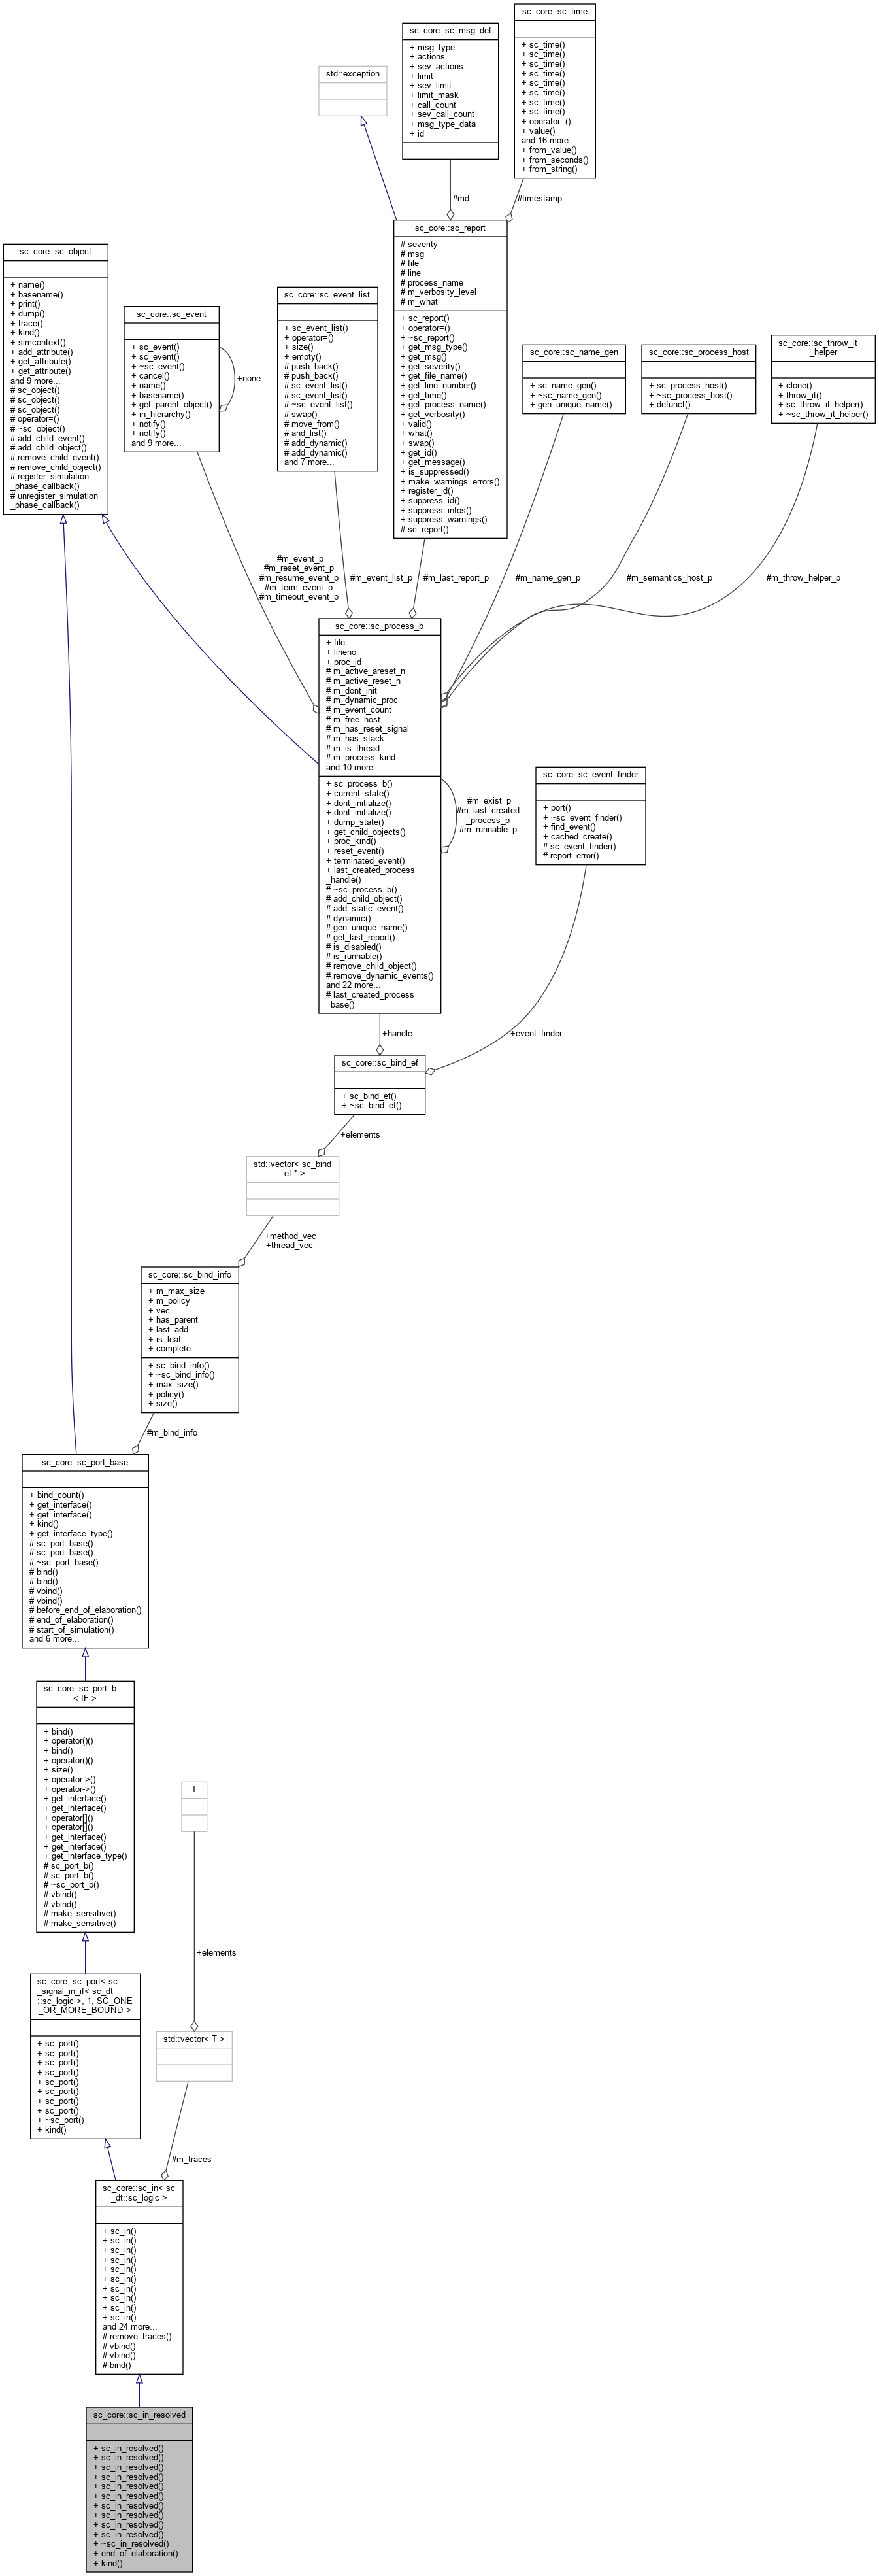 sc_core::sc_time
+ sc_time()
+ sc_time()
+ sc_time()
+ sc_time()
+ sc_time()
+ sc_time()
+ sc_time()
+ sc_time()
+ operator=()
+ value()
and 16 more...
+ from_value()
+ from_seconds()
+ from_string()
sc_core::sc_msg_def
+ msg_type
+ actions
+ sev_actions
+ limit
+ sev_limit
+ limit_mask
+ call_count
+ sev_call_count
+ msg_type_data
+ id
std::exception
#md
#timestamp
sc_core::sc_report
# severity
# msg
# file
# line
# process_name
# m_verbosity_level
# m_what
+ sc_report()
+ operator=()
+ ~sc_report()
+ get_msg_type()
+ get_msg()
+ get_severity()
+ get_file_name()
+ get_line_number()
+ get_time()
+ get_process_name()
+ get_verbosity()
+ valid()
+ what()
+ swap()
+ get_id()
+ get_message()
+ is_suppressed()
+ make_warnings_errors()
+ register_id()
+ suppress_id()
+ suppress_infos()
+ suppress_warnings()
# sc_report()
sc_core::sc_object
+ name()
+ basename()
+ print()
+ dump()
+ trace()
+ kind()
+ simcontext()
+ add_attribute()
+ get_attribute()
+ get_attribute()
and 9 more...
# sc_object()
# sc_object()
# sc_object()
# operator=()
# ~sc_object()
# add_child_event()
# add_child_object()
# remove_child_event()
# remove_child_object()
# register_simulation
_phase_callback()
# unregister_simulation
_phase_callback()
sc_core::sc_event
+ sc_event()
+ sc_event()
+ ~sc_event()
+ cancel()
+ name()
+ basename()
+ get_parent_object()
+ in_hierarchy()
+ notify()
+ notify()
and 9 more...
+none
sc_core::sc_event_list
+ sc_event_list()
+ operator=()
+ size()
+ empty()
# push_back()
# push_back()
# sc_event_list()
# sc_event_list()
# ~sc_event_list()
# swap()
# move_from()
# and_list()
# add_dynamic()
# add_dynamic()
and 7 more...
sc_core::sc_name_gen
+ sc_name_gen()
+ ~sc_name_gen()
+ gen_unique_name()
sc_core::sc_process_host
+ sc_process_host()
+ ~sc_process_host()
+ defunct()
sc_core::sc_throw_it
_helper
+ clone()
+ throw_it()
+ sc_throw_it_helper()
+ ~sc_throw_it_helper()
#m_event_p
#m_reset_event_p
#m_resume_event_p
#m_term_event_p
#m_timeout_event_p
#m_event_list_p
#m_last_report_p
#m_name_gen_p
#m_semantics_host_p
#m_throw_helper_p
sc_core::sc_process_b
+ file
+ lineno
+ proc_id
# m_active_areset_n
# m_active_reset_n
# m_dont_init
# m_dynamic_proc
# m_event_count
# m_free_host
# m_has_reset_signal
# m_has_stack
# m_is_thread
# m_process_kind
and 10 more...
+ sc_process_b()
+ current_state()
+ dont_initialize()
+ dont_initialize()
+ dump_state()
+ get_child_objects()
+ proc_kind()
+ reset_event()
+ terminated_event()
+ last_created_process
_handle()
# ~sc_process_b()
# add_child_object()
# add_static_event()
# dynamic()
# gen_unique_name()
# get_last_report()
# is_disabled()
# is_runnable()
# remove_child_object()
# remove_dynamic_events()
and 22 more...
# last_created_process
_base()
#m_exist_p
#m_last_created
_process_p
#m_runnable_p
sc_core::sc_event_finder
+ port()
+ ~sc_event_finder()
+ find_event()
+ cached_create()
# sc_event_finder()
# report_error()
+handle
+event_finder
sc_core::sc_bind_ef
+ sc_bind_ef()
+ ~sc_bind_ef()
+elements
std::vector< sc_bind
_ef * >
+method_vec
+thread_vec
sc_core::sc_bind_info
+ m_max_size
+ m_policy
+ vec
+ has_parent
+ last_add
+ is_leaf
+ complete
+ sc_bind_info()
+ ~sc_bind_info()
+ max_size()
+ policy()
+ size()
#m_bind_info
sc_core::sc_port_base
+ bind_count()
+ get_interface()
+ get_interface()
+ kind()
+ get_interface_type()
# sc_port_base()
# sc_port_base()
# ~sc_port_base()
# bind()
# bind()
# vbind()
# vbind()
# before_end_of_elaboration()
# end_of_elaboration()
# start_of_simulation()
and 6 more...
sc_core::sc_port_b
< IF >
+ bind()
+ operator()()
+ bind()
+ operator()()
+ size()
+ operator->()
+ operator->()
+ get_interface()
+ get_interface()
+ operator[]()
+ operator[]()
+ get_interface()
+ get_interface()
+ get_interface_type()
# sc_port_b()
# sc_port_b()
# ~sc_port_b()
# vbind()
# vbind()
# make_sensitive()
# make_sensitive()
T
+elements
sc_core::sc_port< sc
_signal_in_if< sc_dt
::sc_logic >, 1, SC_ONE
_OR_MORE_BOUND >
+ sc_port()
+ sc_port()
+ sc_port()
+ sc_port()
+ sc_port()
+ sc_port()
+ sc_port()
+ sc_port()
+ ~sc_port()
+ kind()
std::vector< T >
#m_traces
sc_core::sc_in< sc
_dt::sc_logic >
+ sc_in()
+ sc_in()
+ sc_in()
+ sc_in()
+ sc_in()
+ sc_in()
+ sc_in()
+ sc_in()
+ sc_in()
+ sc_in()
and 24 more...
# remove_traces()
# vbind()
# vbind()
# bind()
sc_core::sc_in_resolved
+ sc_in_resolved()
+ sc_in_resolved()
+ sc_in_resolved()
+ sc_in_resolved()
+ sc_in_resolved()
+ sc_in_resolved()
+ sc_in_resolved()
+ sc_in_resolved()
+ sc_in_resolved()
+ sc_in_resolved()
+ ~sc_in_resolved()
+ end_of_elaboration()
+ kind()